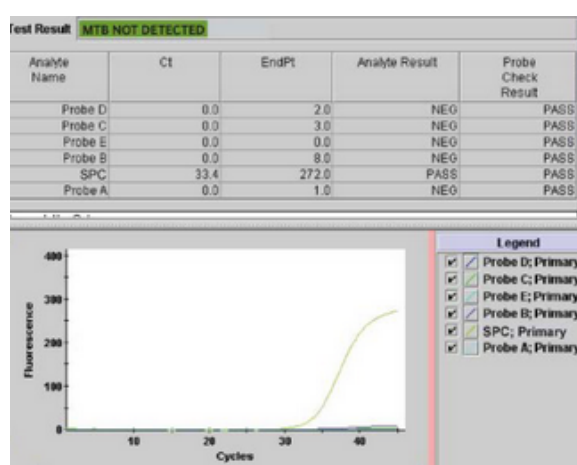 Test Result MTB NOT DETECTED
Analyte Name Ct EndPt Analyte Result Probe Check Result
Probe D 0.0 2.0 NEG PASS
Probe C 0.0 3.0 NEG PASS
Probe E 0.0 0.0 NEG PASS
Probe B 0.0 8.0 NEG PASS
SPC 33.4 272.0 PASS PASS
Probe A 0.0 1.0 NEG PASS
Legend
400
Probe D; Primary
Probe C; Primary
300
Probe E; Primary
Probe B; Primary
200
SPC; Primary
Probe A; Primary
100
0
Fluorescence
10 20 30 40
Cycles